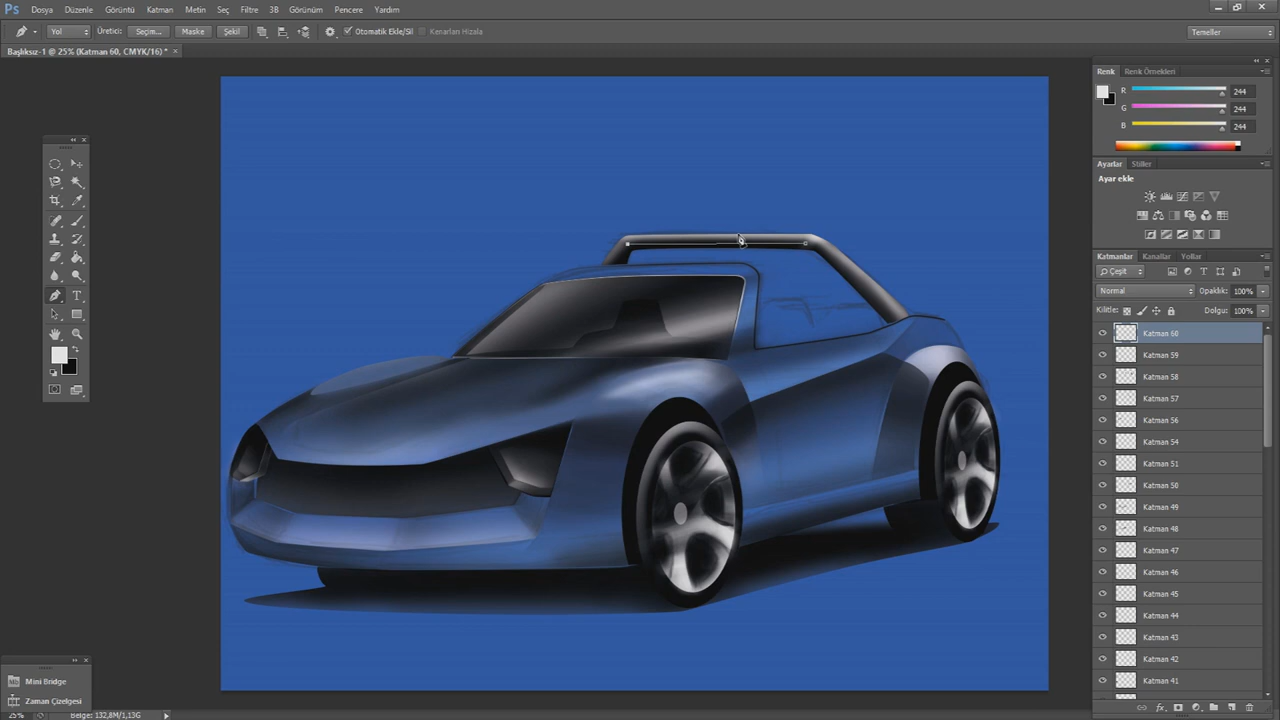 Ps Dosya Düzenle Görüntü Katman Metin Seç Filtre 3B Görünüm Pencere Yardım
Yol Üretici: Seçim... Maske Şekil Otomatik Ekle/Sil Kenarları Hizala Temeller
Başlıksız-1 @ 25% (Katman 60, CMYK/16) *
Renk Renk Örnekleri
R 244
G 244
B 244
Ayarlar Stiller
Ayar ekle
Katmanlar Kanallar Yollar
Çeşit
Normal Opaklık: 100%
Kilitle: Dolgu: 100%
Katman 60
Katman 59
Katman 58
Katman 57
Katman 56
Katman 54
Katman 51
Katman 50
Katman 49
Katman 48
Katman 47
Katman 46
Katman 45
Katman 44
Katman 43
Katman 42
Katman 41
Mini Bridge
Zaman Çizelgesi
25% Belge: 132,8M/1,13G